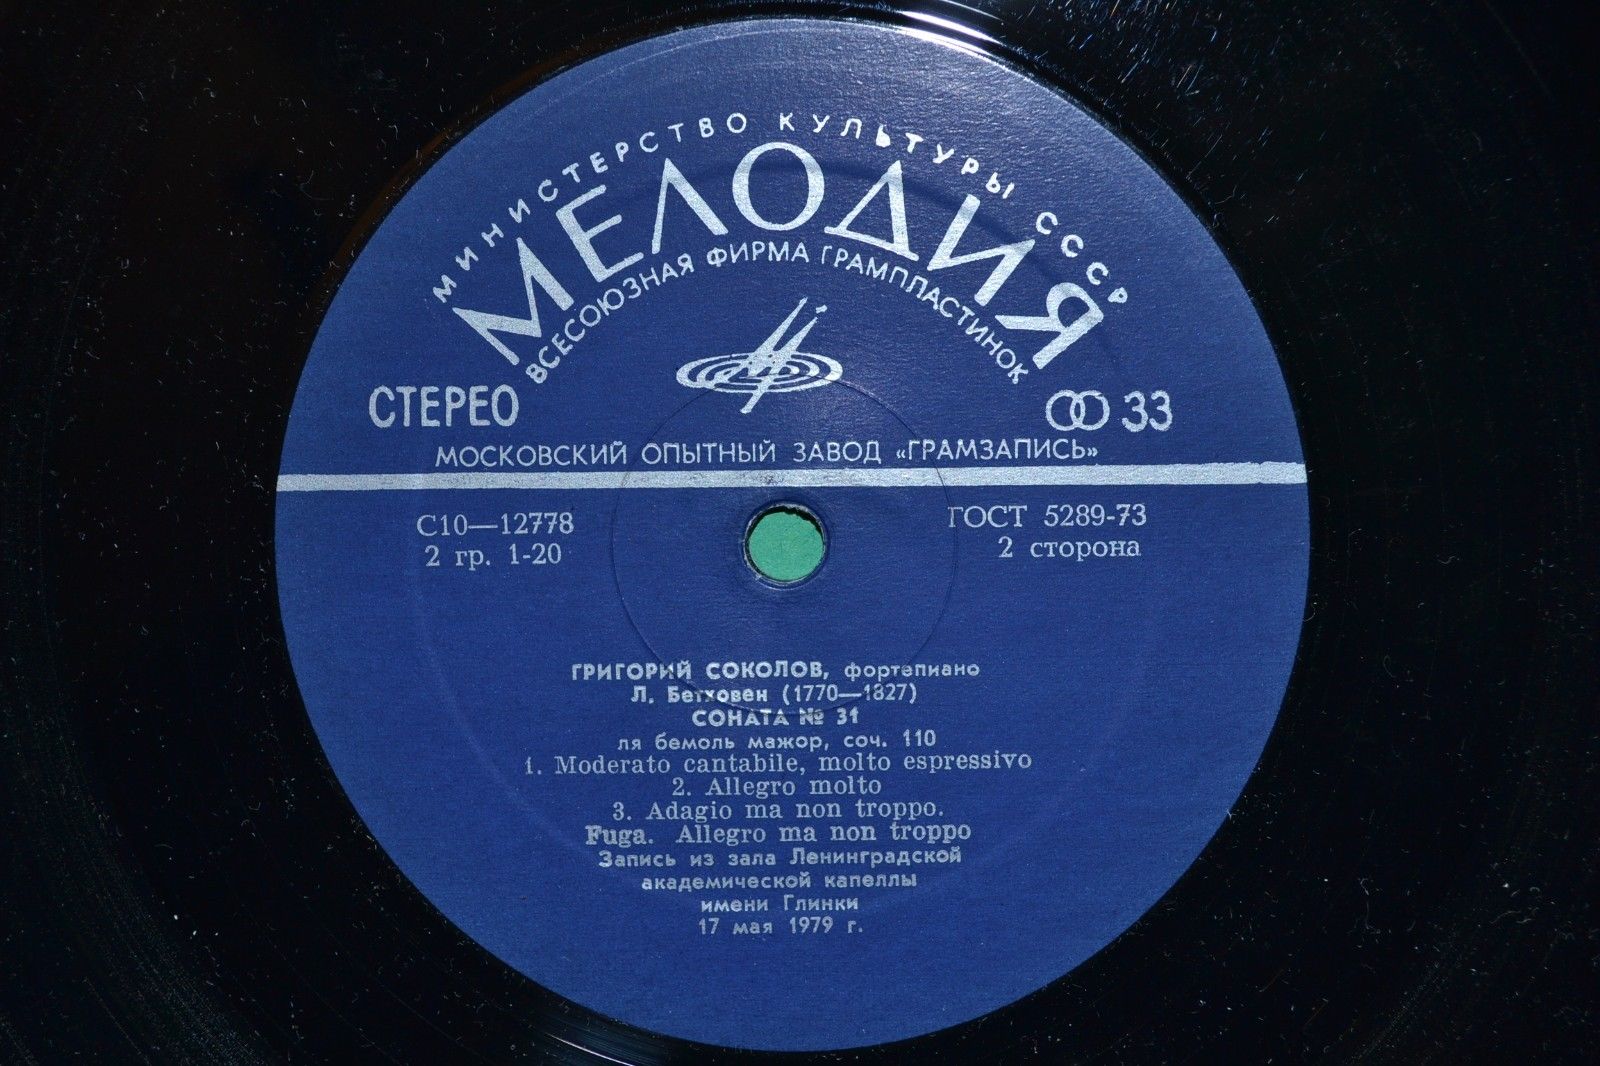 МИНИСТЕРСТВО КУЛЬТУРЫ СССР
МЕЛОДИЯ
ВСЕСОЮЗНАЯ ФИРМА ГРАМПЛАСТИНОК
СТЕРЕО
33
МОСКОВСКИЙ ОПЫТНЫЙ ЗАВОД «ГРАМЗАПИСЬ»
С10—12778
2 гр. 1-20
ГОСТ 5289-73
2 сторона
ГРИГОРИЙ СОКОЛОВ, фортепиано
Л. Бетховен (1770—1827)
СОНАТА № 31
ля бемоль мажор, соч. 110
1. Moderato cantabile, molto espressivo
2. Allegro molto
3. Adagio ma non troppo.
Fuga. Allegro ma non troppo
Запись из зала Ленинградской
академической капеллы
имени Глинки
17 мая 1979 г.